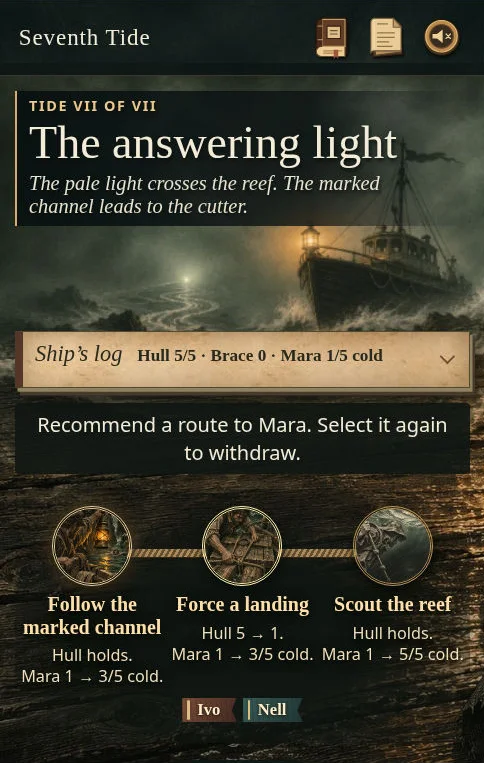 Seventh Tide
TIDE VII OF VII
The answering light
The pale light crosses the reef. The marked
channel leads to the cutter.
Ship’s log Hull 5/5 · Brace 0 · Mara 1/5 cold
Recommend a route to Mara. Select it again
to withdraw.
Follow the
marked channel
Hull holds.
Mara 1 → 3/5 cold.
Force a landing
Hull 5 → 1.
Mara 1 → 3/5 cold.
Scout the reef
Hull holds.
Mara 1 → 5/5 cold.
Ivo
Nell